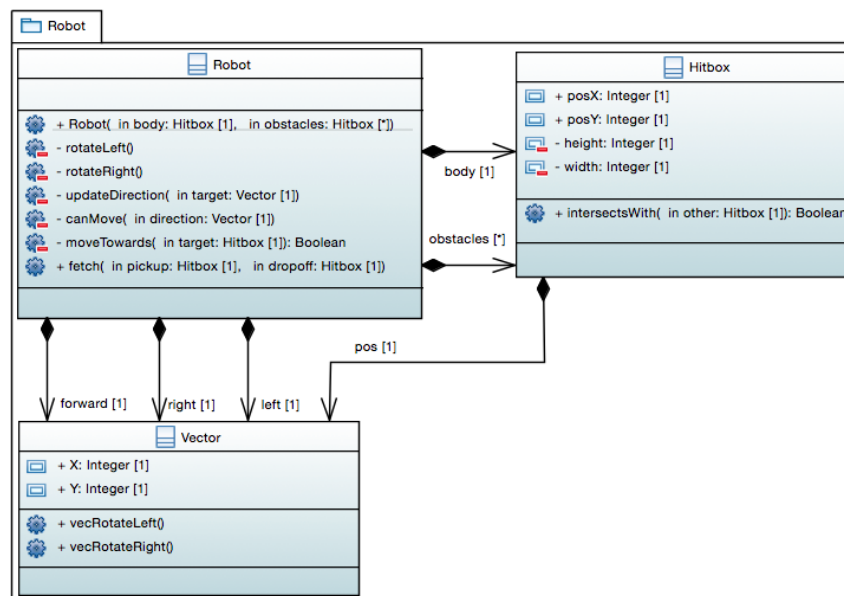 Robot
Robot
+ Robot( in body: Hitbox [1], in obstacles: Hitbox [*])
- rotateLeft()
- rotateRight()
- updateDirection( in target: Vector [1])
- canMove( in direction: Vector [1])
- moveTowards( in target: Hitbox [1]): Boolean
+ fetch( in pickup: Hitbox [1], in dropoff: Hitbox [1])
Hitbox
+ posX: Integer [1]
+ posY: Integer [1]
- height: Integer [1]
- width: Integer [1]
+ intersectsWith( in other: Hitbox [1]): Boolean
body [1]
obstacles [*]
pos [1]
forward [1]
right [1]
left [1]
Vector
+ X: Integer [1]
+ Y: Integer [1]
+ vecRotateLeft()
+ vecRotateRight()